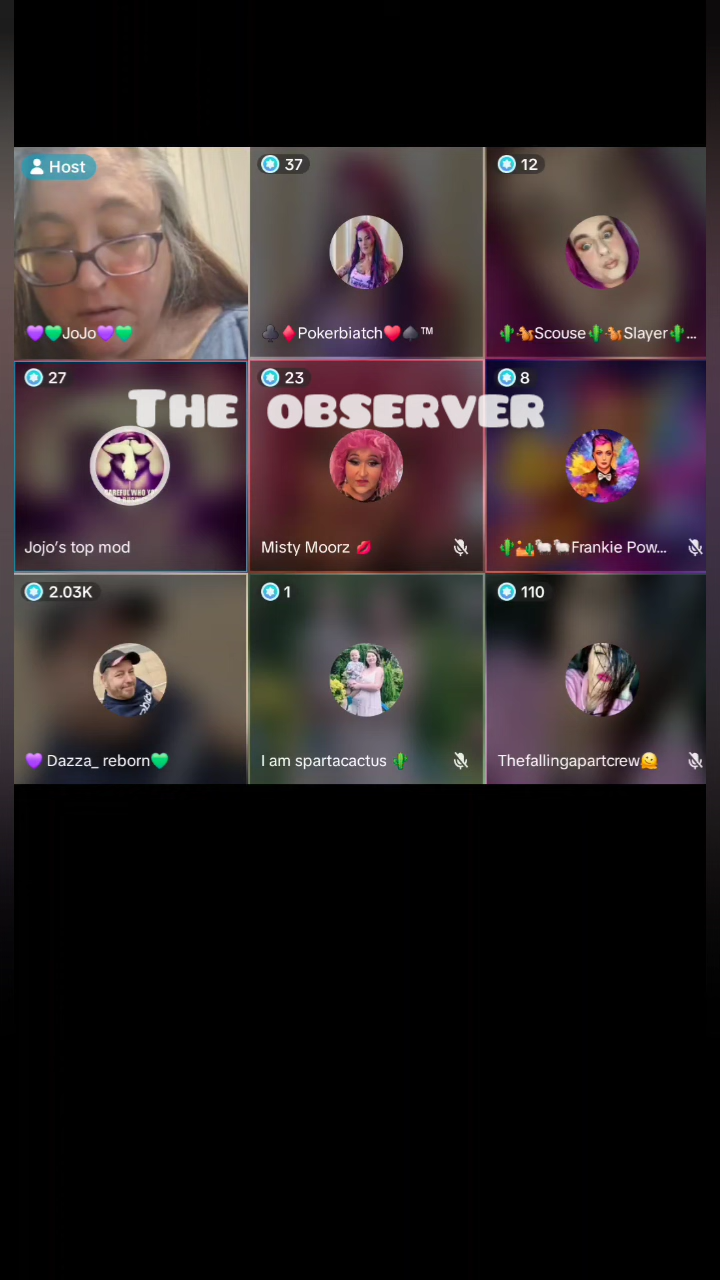 Host
37
12
💜💚JoJo💜💚
♣️♦️Pokerbiatch♥️♠️™
🌵🐿️Scouse🌵🐿️Slayer🌵...
27
23
8
THE OBSERVER
Jojo's top mod
Misty Moorz 💋
🌵🏜️🐑🐑Frankie Pow...
2.03K
1
110
💜 Dazza_ reborn💚
I am spartacactus 🌵
Thefallingapartcrew🫠